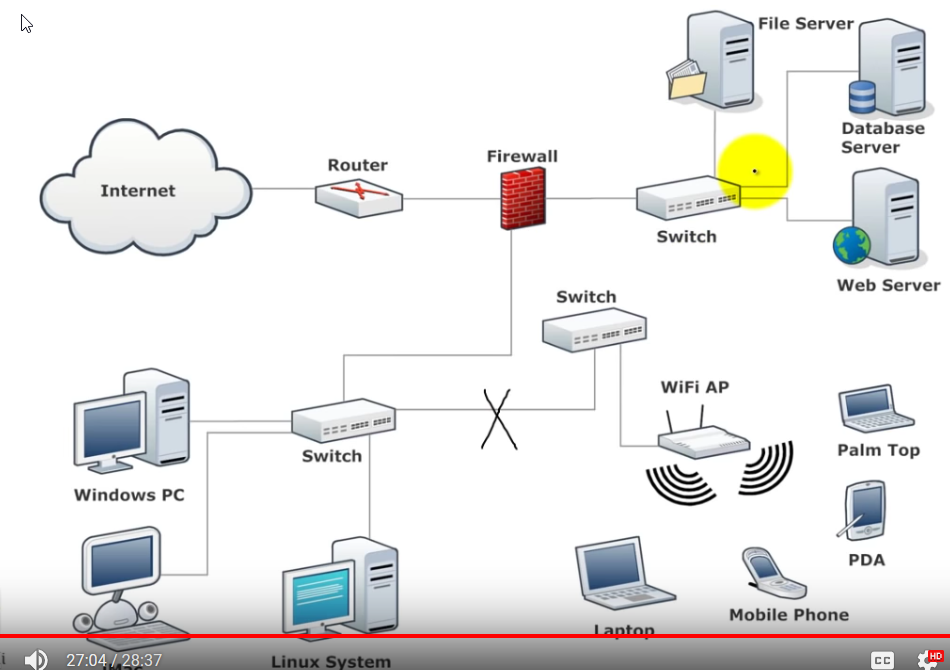 File Server
Database
Server
Router
Firewall
Internet
Switch
Web Server
Switch
WiFi AP
Palm Top
Switch
Windows PC
PDA
Mobile Phone
Laptop
27:04 / 28:37
CC
HD
Linux System